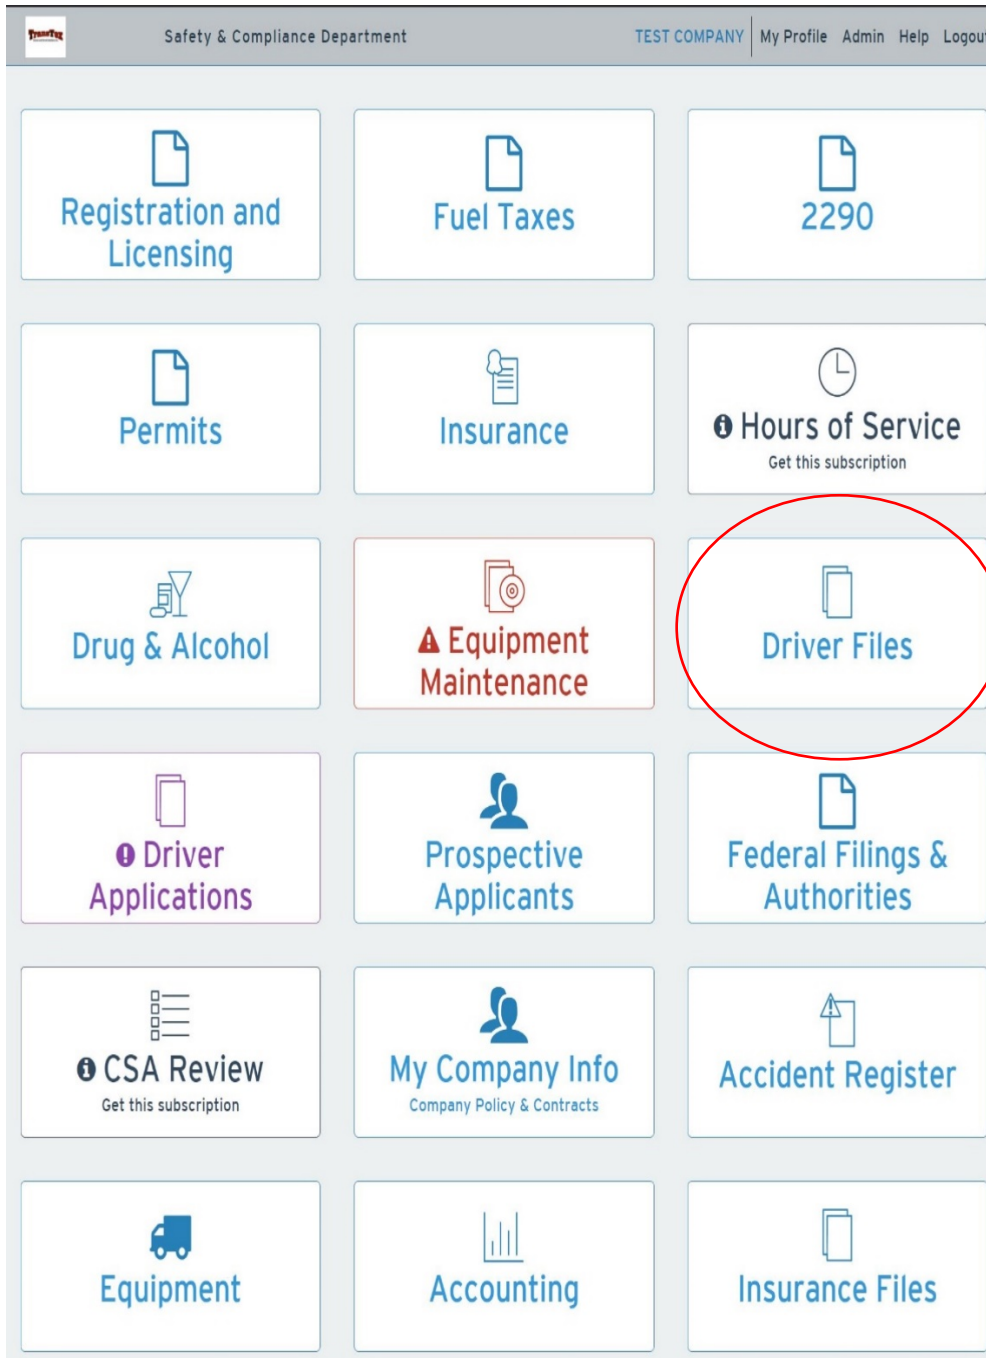 TransTex
Safety & Compliance Department
TEST COMPANY My Profile Admin Help Logout
Registration and
Licensing
Fuel Taxes
2290
Permits
Insurance
Hours of Service
Get this subscription
Drug & Alcohol
Equipment
Maintenance
Driver Files
Driver
Applications
Prospective
Applicants
Federal Filings &
Authorities
CSA Review
Get this subscription
My Company Info
Company Policy & Contracts
Accident Register
Equipment
Accounting
Insurance Files